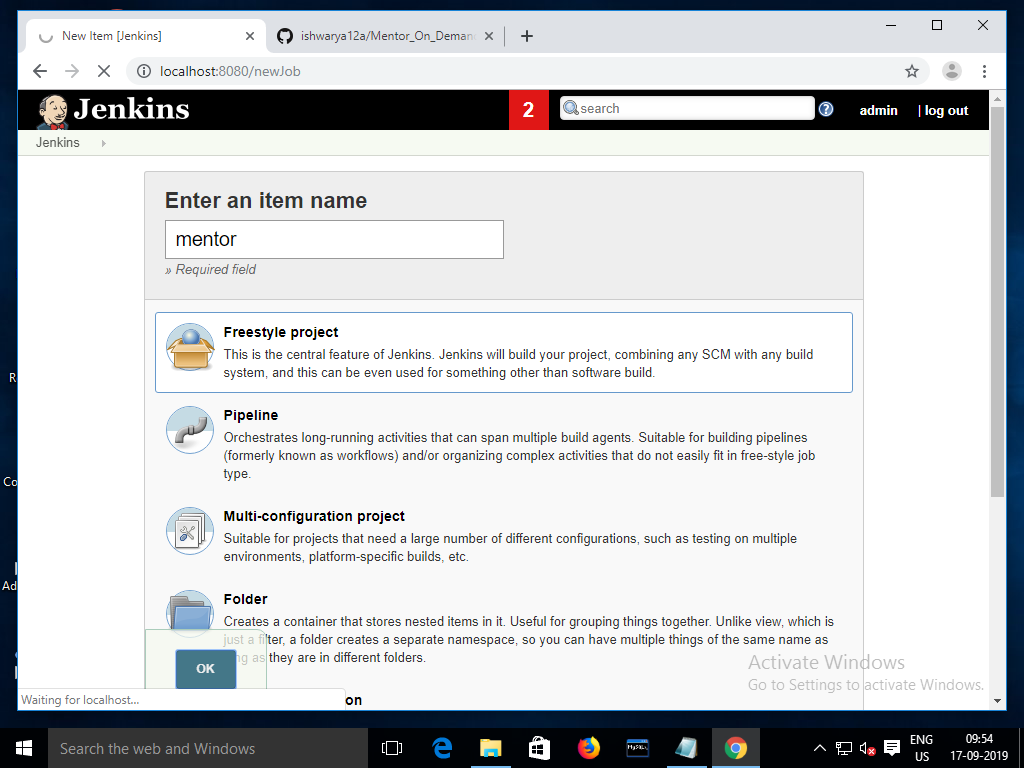 New Item [Jenkins]
ishwarya12a/Mentor_On_Deman
localhost:8080/newJob
Jenkins
2
search
admin
| log out
Jenkins
Enter an item name
mentor
» Required field
Freestyle project
This is the central feature of Jenkins. Jenkins will build your project, combining any SCM with any build
system, and this can be even used for something other than software build.
Pipeline
Orchestrates long-running activities that can span multiple build agents. Suitable for building pipelines
(formerly known as workflows) and/or organizing complex activities that do not easily fit in free-style job
type.
Multi-configuration project
Suitable for projects that need a large number of different configurations, such as testing on multiple
environments, platform-specific builds, etc.
Folder
Creates a container that stores nested items in it. Useful for grouping things together. Unlike view, which is
just a filter, a folder creates a separate namespace, so you can have multiple things of the same name as
as they are in different folders.
OK
on
Waiting for localhost...
Activate Windows
Go to Settings to activate Windows.
R
Co
Ad
Search the web and Windows
MySQL
ENG
US
09:54
17-09-2019